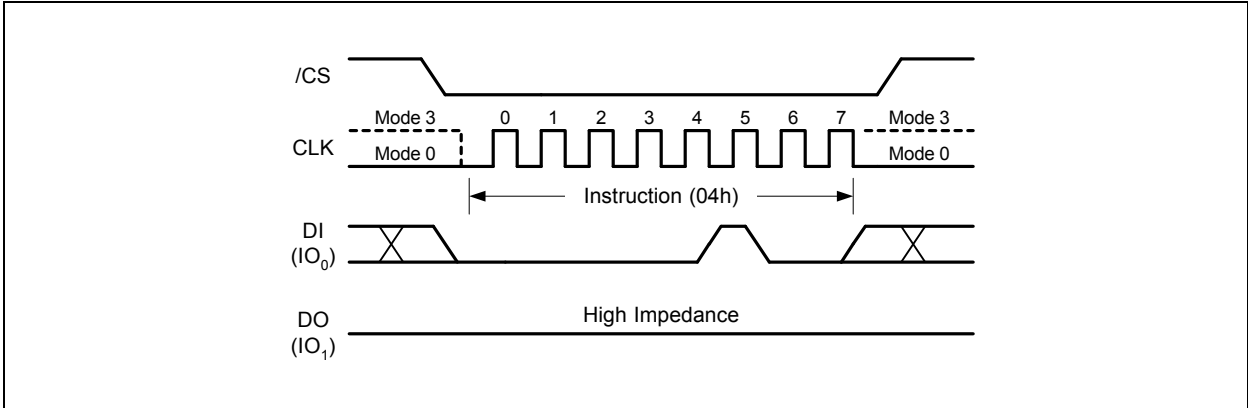 /CS
Mode 3 0 1 2 3 4 5 6 7 Mode 3
CLK
Mode 0 Mode 0
Instruction (04h)
DI
(IO₀)
High Impedance
DO
(IO₁)